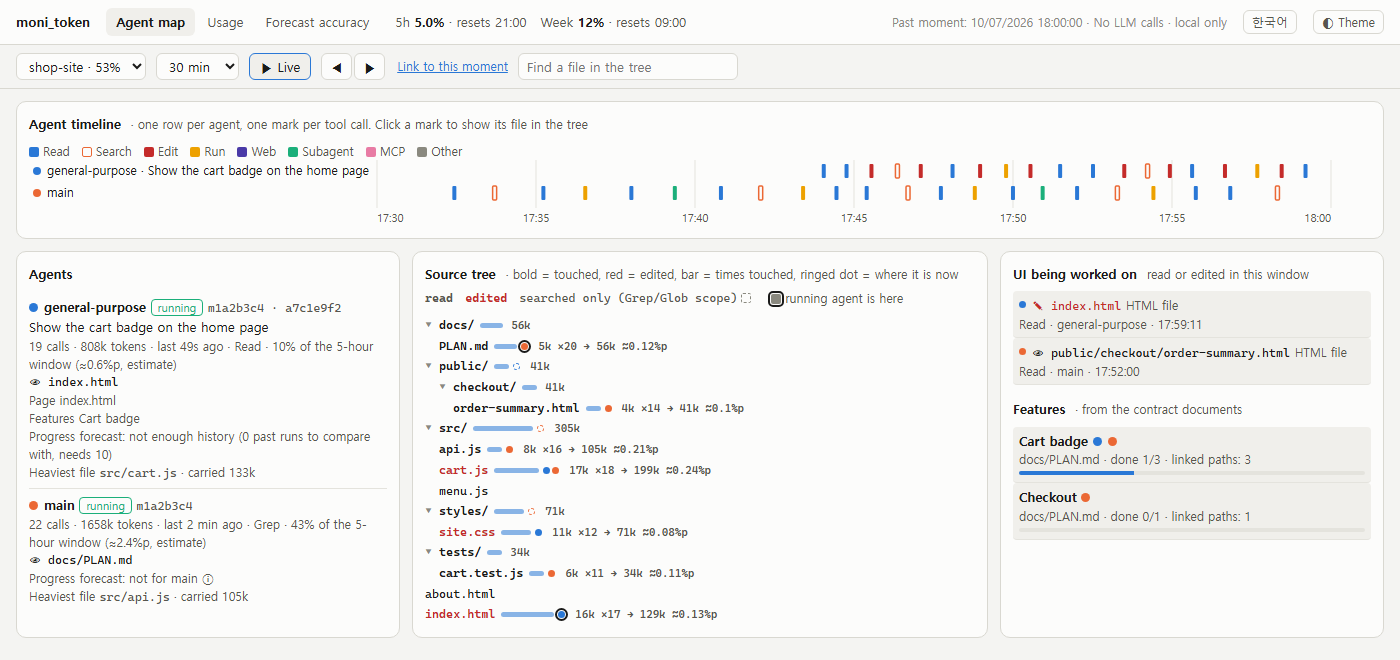 moni_token Agent map Usage Forecast accuracy 5h 5.0% · resets 21:00 Week 12% · resets 09:00 Past moment: 10/07/2026 18:00:00 · No LLM calls · local only 한국어 ◐ Theme
shop-site · 53% 30 min ▶ Live ◀ ▶ Link to this moment Find a file in the tree
Agent timeline · one row per agent, one mark per tool call. Click a mark to show its file in the tree
Read Search Edit Run Web Subagent MCP Other
general-purpose · Show the cart badge on the home page
main
17:30 17:35 17:40 17:45 17:50 17:55 18:00
Agents
general-purpose running m1a2b3c4 · a7c1e9f2
Show the cart badge on the home page
19 calls · 808k tokens · last 49s ago · Read · 10% of the 5-hour
window (≈0.6%p, estimate)
index.html
Page index.html
Features Cart badge
Progress forecast: not enough history (0 past runs to compare
with, needs 10)
Heaviest file src/cart.js · carried 133k
main running m1a2b3c4
22 calls · 1658k tokens · last 2 min ago · Grep · 43% of the 5-
hour window (≈2.4%p, estimate)
docs/PLAN.md
Progress forecast: not for main ⓘ
Heaviest file src/api.js · carried 105k
Source tree · bold = touched, red = edited, bar = times touched, ringed dot = where it is now
read edited searched only (Grep/Glob scope) running agent is here
▾ docs/ 56k
PLAN.md 5k ×20 → 56k ≈0.12%p
▾ public/ 41k
▾ checkout/ 41k
order-summary.html 4k ×14 → 41k ≈0.1%p
▾ src/ 305k
api.js 8k ×16 → 105k ≈0.21%p
cart.js 17k ×18 → 199k ≈0.24%p
menu.js
▾ styles/ 71k
site.css 11k ×12 → 71k ≈0.08%p
▾ tests/ 34k
cart.test.js 6k ×11 → 34k ≈0.11%p
about.html
index.html 16k ×17 → 129k ≈0.13%p
UI being worked on read or edited in this window
index.html HTML file
Read · general-purpose · 17:59:11
public/checkout/order-summary.html HTML file
Read · main · 17:52:00
Features · from the contract documents
Cart badge
docs/PLAN.md · done 1/3 · linked paths: 3
Checkout
docs/PLAN.md · done 0/1 · linked paths: 1